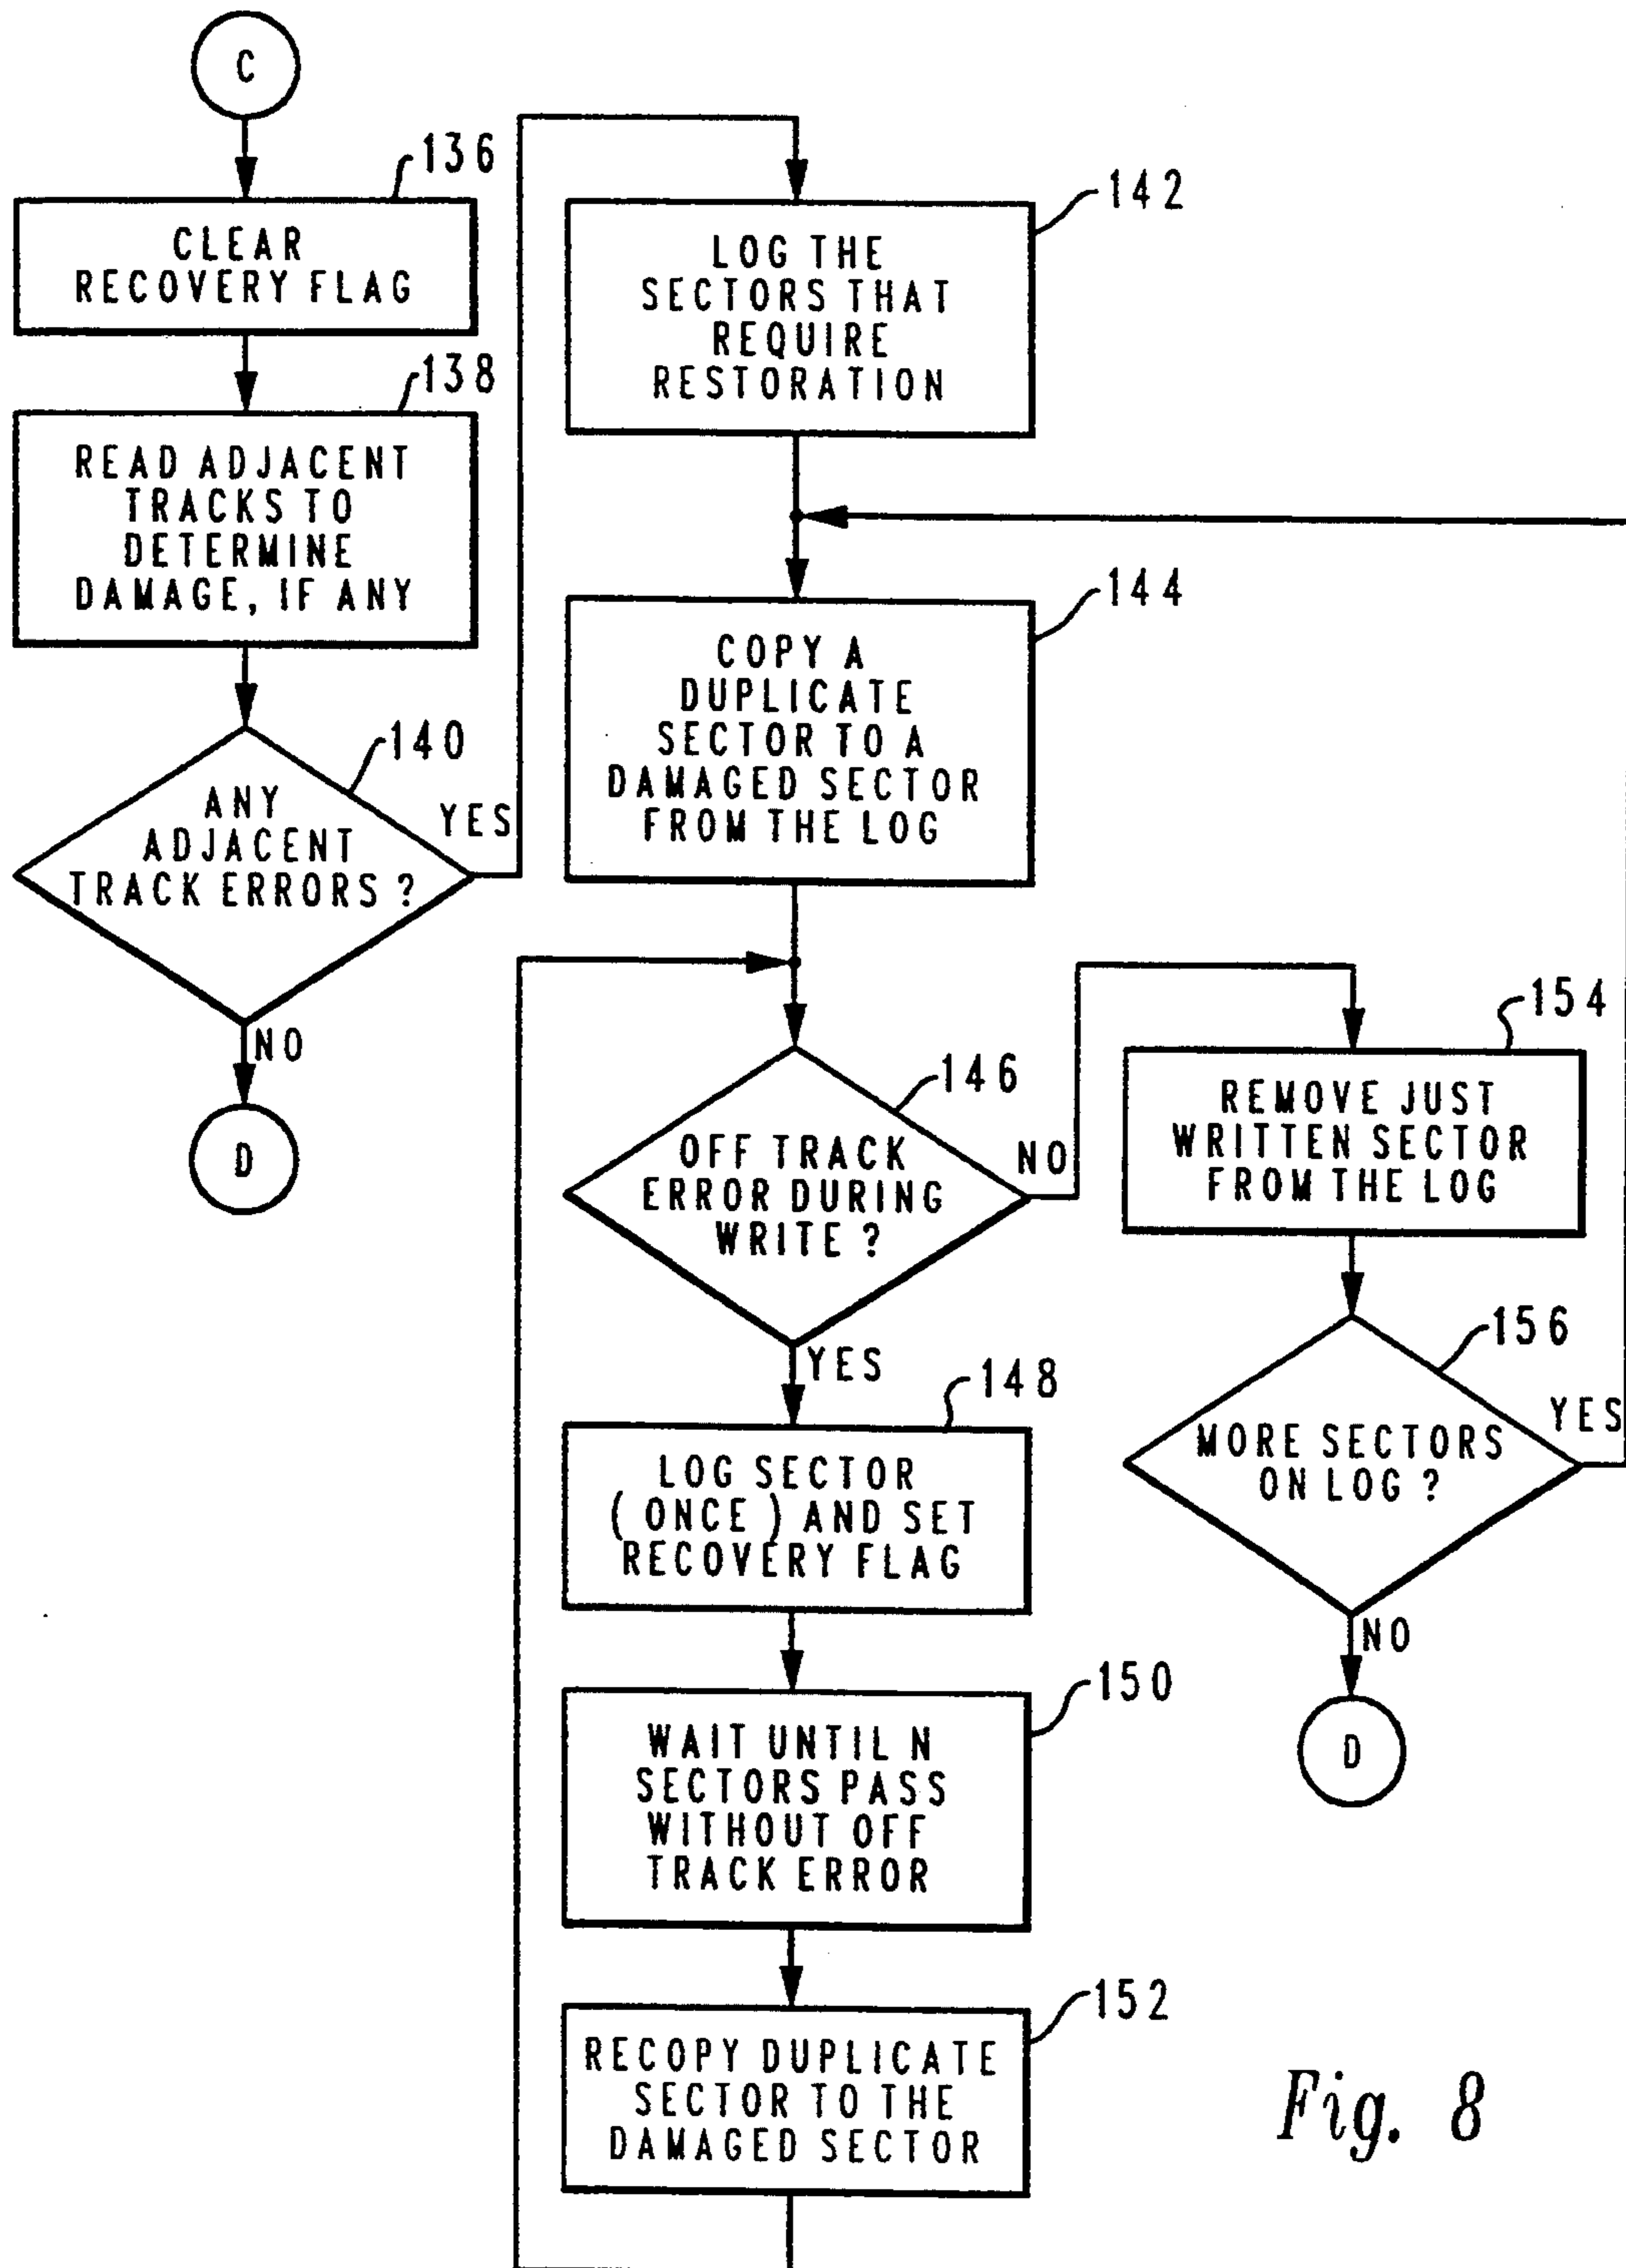 C
136
CLEAR
RECOVERY FLAG
138
READ ADJACENT
TRACKS TO
DETERMINE
DAMAGE, IF ANY
140
ANY
ADJACENT
TRACK ERRORS ?
YES
NO
D
142
LOG THE
SECTORS THAT
REQUIRE
RESTORATION
144
COPY A
DUPLICATE
SECTOR TO A
DAMAGED SECTOR
FROM THE LOG
146
OFF TRACK
ERROR DURING
WRITE ?
NO
YES
148
LOG SECTOR
( ONCE ) AND SET
RECOVERY FLAG
150
WAIT UNTIL N
SECTORS PASS
WITHOUT OFF
TRACK ERROR
152
RECOPY DUPLICATE
SECTOR TO THE
DAMAGED SECTOR
154
REMOVE JUST
WRITTEN SECTOR
FROM THE LOG
156
MORE SECTORS
ON LOG ?
YES
NO
D
Fig. 8